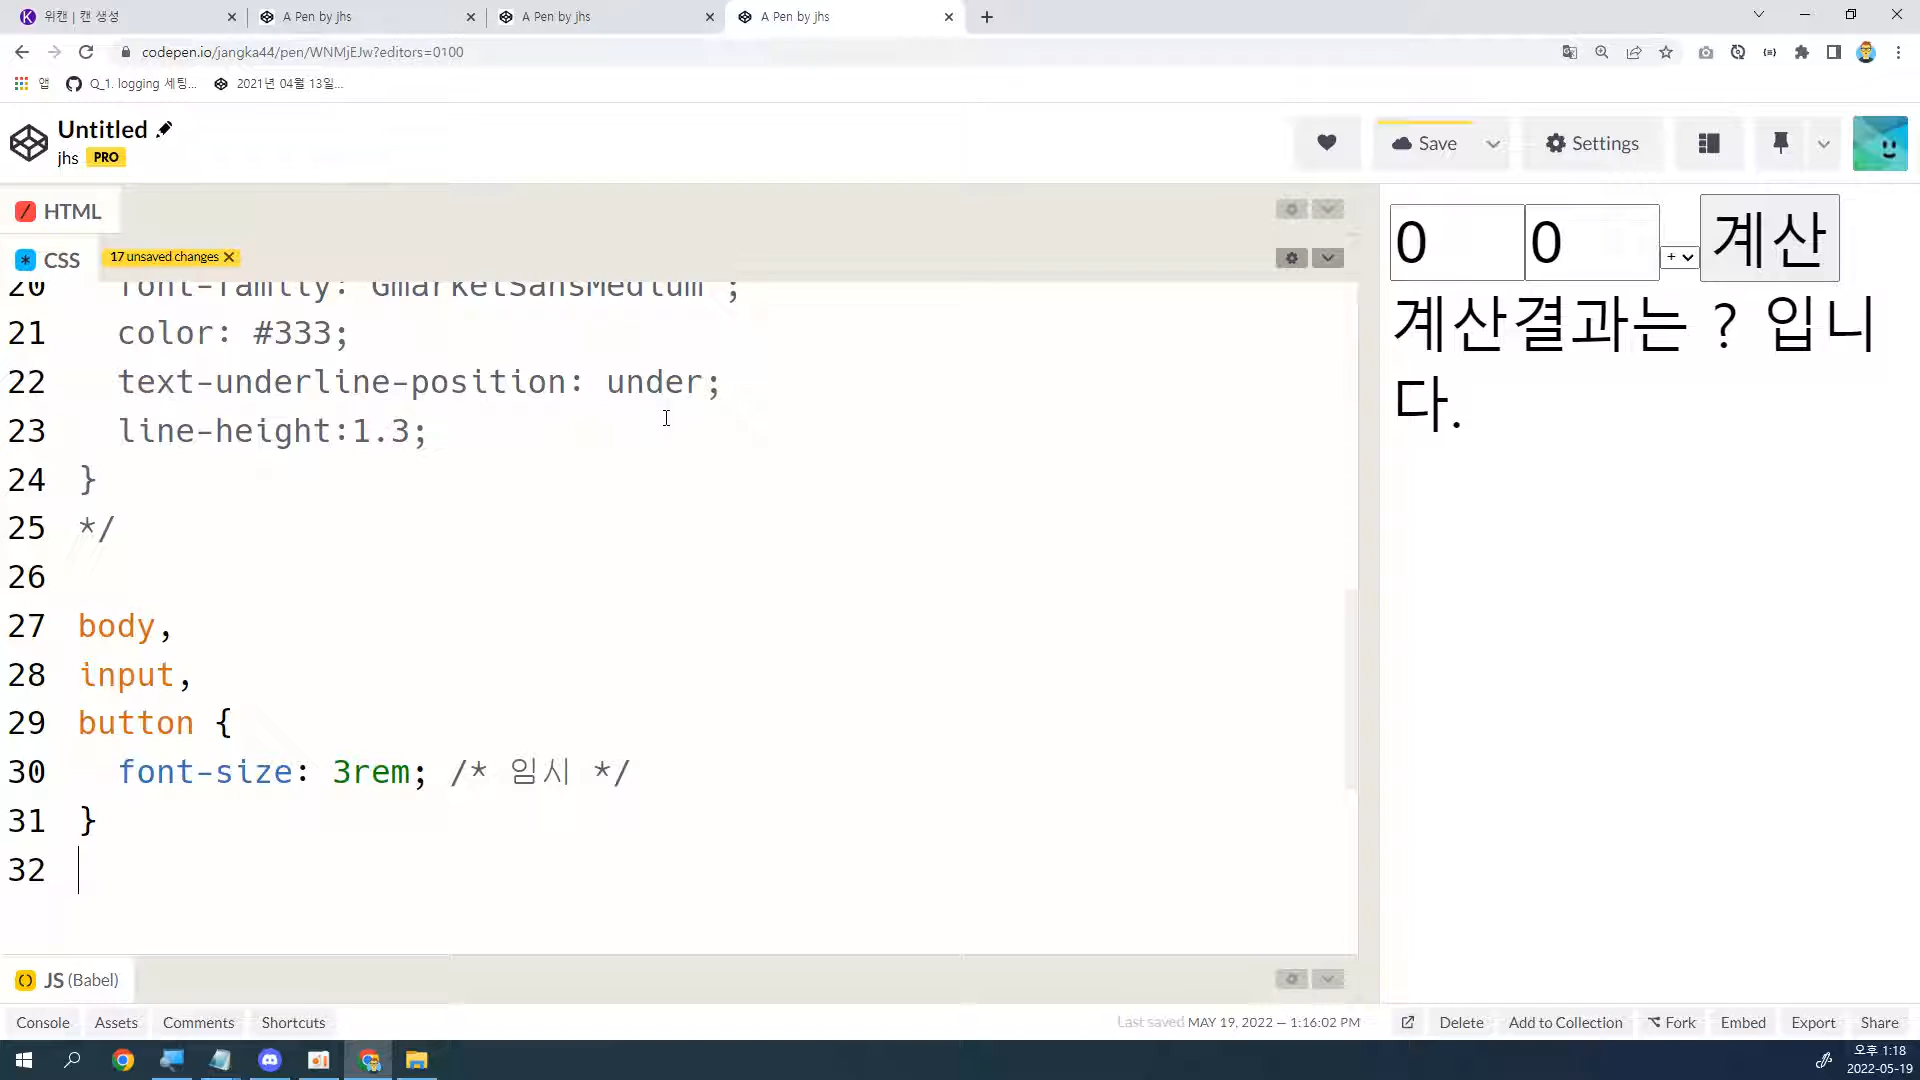 위캔 | 캔 생성
A Pen by jhs
A Pen by jhs
A Pen by jhs
codepen.io/jangka44/pen/WNMjEJw?editors=0100
앱
Q_1. logging 세팅...
2021년 04월 13일...
Untitled
jhs PRO
Save
Settings
HTML
CSS
17 unsaved changes
20 font-family: GmarketSansMedium ;
21 color: #333;
22 text-underline-position: under;
23 line-height:1.3;
24 }
25 */
26
27 body,
28 input,
29 button {
30 font-size: 3rem; /* 임시 */
31 }
32
0 0 + 계산
계산결과는 ? 입니
다.
JS (Babel)
Console Assets Comments Shortcuts
Last saved MAY 19, 2022 — 1:16:02 PM
Delete Add to Collection Fork Embed Export Share
오후 1:18
2022-05-19